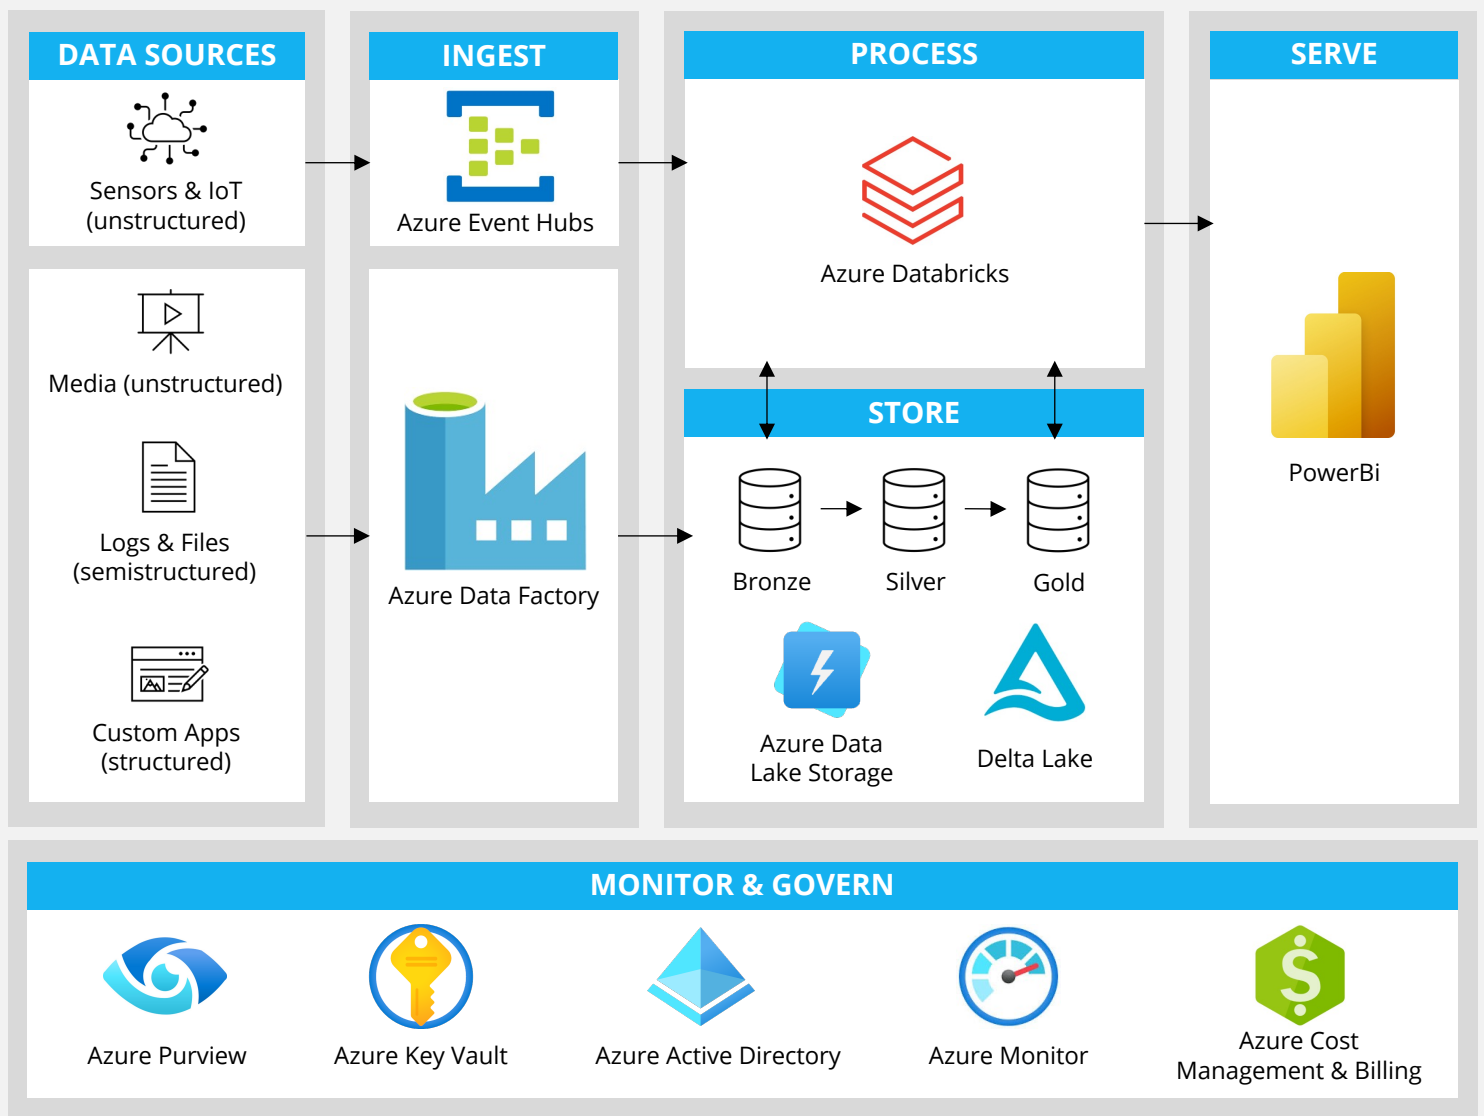 DATA SOURCES
Sensors & IoT
(unstructured)
Media (unstructured)
Logs & Files
(semistructured)
Custom Apps
(structured)
INGEST
Azure Event Hubs
Azure Data Factory
PROCESS
Azure Databricks
STORE
Bronze
Silver
Gold
Azure Data
Lake Storage
Delta Lake
SERVE
PowerBi
MONITOR & GOVERN
Azure Purview
Azure Key Vault
Azure Active Directory
Azure Monitor
Azure Cost
Management & Billing